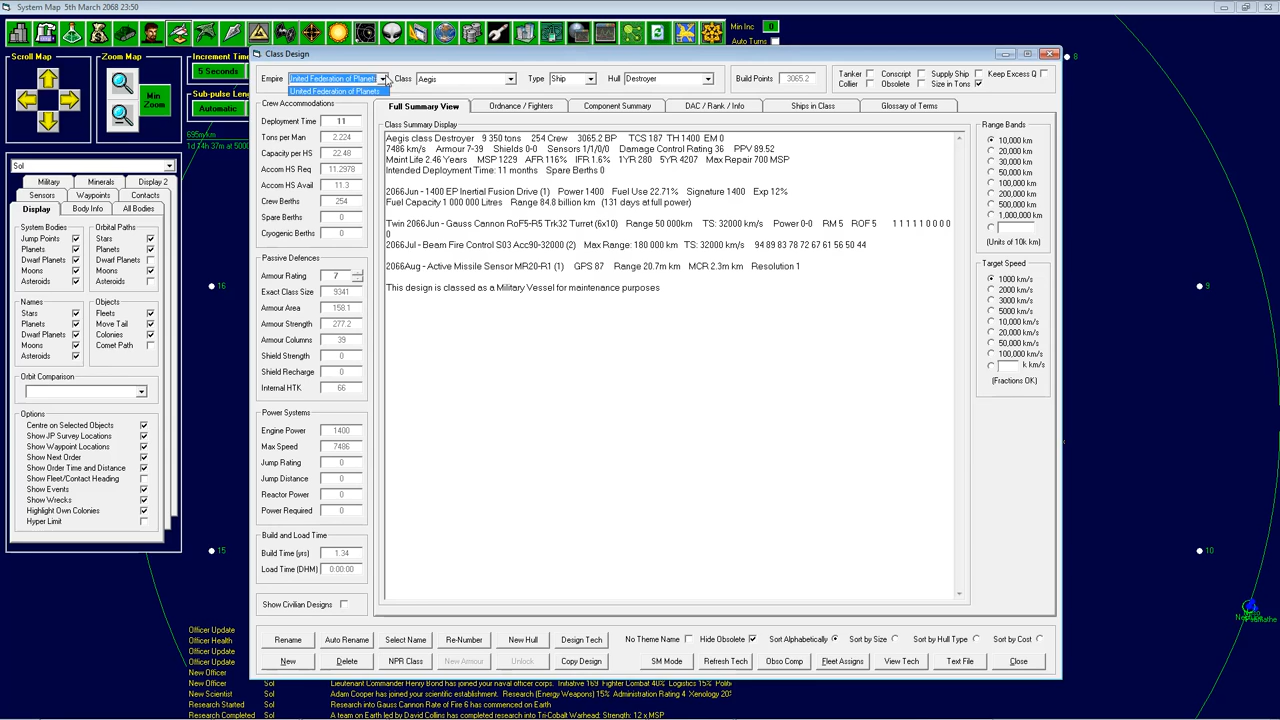 System Map  5th March 2068 23:50
Min Inc 0
Auto Turns
Scroll Map
Zoom Map
Increment Time
5 Seconds
Min Zoom
Sub-pulse Leng
Automatic
695mykm
1d 14h 37m at 5000
Sol
Military Minerals Display 2
Sensors Waypoints Contacts
Display Body Info All Bodies
System Bodies Orbital Paths
Jump Points Stars
Planets Planets
Dwarf Planets Dwarf Planets
Moons Moons
Asteroids Asteroids
Names Objects
Stars Fleets
Planets Move Tail
Dwarf Planets Colonies
Moons Comet Path
Asteroids
Orbit Comparison
Options
Centre on Selected Objects
Show JP Survey Locations
Show Waypoint Locations
Show Next Order
Show Order Time and Distance
Show Fleet/Contact Heading
Show Events
Show Wrecks
Highlight Own Colonies
Hyper Limit
16
15
8
9
10
Class Design
Empire United Federation of Planets Class Aegis Type Ship Hull Destroyer Build Points 3065.2
United Federation of Planets
Tanker Conscript Supply Ship Keep Excess Q
Collier Obsolete Size in Tons
Crew Accommodations
Deployment Time 11
Tons per Man 2.224
Capacity per HS 22.48
Accom HS Req 11.2978
Accom HS Avail 11.3
Crew Berths 254
Spare Berths 0
Cryogenic Berths 0
Passive Defences
Armour Rating 7
Exact Class Size 9341
Armour Area 158.1
Armour Strength 277.2
Armour Columns 39
Shield Strength 0
Shield Recharge 0
Internal HTK 66
Power Systems
Engine Power 1400
Max Speed 7486
Jump Rating 0
Jump Distance 0
Reactor Power 0
Power Required 0
Build and Load Time
Build Time (yrs) 1.34
Load Time (DHM) 0:00:00
Show Civilian Designs
Full Summary View Ordnance / Fighters Component Summary DAC / Rank / Info Ships in Class Glossary of Terms
Class Summary Display
Aegis class Destroyer 9 350 tons 254 Crew 3065.2 BP TCS 187 TH 1400 EM 0
7486 km/s Armour 7-39 Shields 0-0 Sensors 1/1/0/0 Damage Control Rating 36 PPV 89.52
Maint Life 2.46 Years MSP 1229 AFR 116% IFR 1.6% 1YR 280 5YR 4207 Max Repair 700 MSP
Intended Deployment Time: 11 months Spare Berths 0
2066Jun - 1400 EP Inertial Fusion Drive (1) Power 1400 Fuel Use 22.71% Signature 1400 Exp 12%
Fuel Capacity 1 000 000 Litres Range 84.8 billion km (131 days at full power)
Twin 2066Jun - Gauss Cannon RoF5-R5 Trk32 Turret (6x10) Range 50 000km TS: 32000 km/s Power 0-0 RM 5 ROF 5 1 1 1 1 1 0 0 0 0
0
2066Jul - Beam Fire Control S03 Acc90-32000 (2) Max Range: 180 000 km TS: 32000 km/s 94 89 83 78 72 67 61 56 50 44
2066Aug - Active Missile Sensor MR20-R1 (1) GPS 87 Range 20.7m km MCR 2.3m km Resolution 1
This design is classed as a Military Vessel for maintenance purposes
Range Bands
10,000 km
20,000 km
30,000 km
50,000 km
100,000 km
200,000 km
500,000 km
1,000,000 km
(Units of 10k km)
Target Speed
1000 km/s
2000 km/s
3000 km/s
5000 km/s
10,000 km/s
20,000 km/s
50,000 km/s
100,000 km/s
k km/s
(Fractions OK)
Rename Auto Rename Select Name Re-Number New Hull Design Tech No Theme Name Hide Obsolete Sort Alphabetically Sort by Size Sort by Hull Type Sort by Cost
New Delete NPR Class New Armour Unlock Copy Design SM Mode Refresh Tech Obso Comp Fleet Assigns View Tech Text File Close
Officer Update
Officer Health Sol
Officer Update Sol
Officer Update Sol
New Officer Sol
New Officer Sol Lieutenant Commander Henry Bond has joined your naval officer corps. Initiative 169 Fighter Combat 40% Logistics 15% Politi
New Scientist Sol Adam Cooper has joined your scientific establishment. Research (Energy Weapons) 15% Administration Rating 4 Xenology 20%
Research Started Sol Research into Gauss Cannon Rate of Fire 6 has commenced on Earth
Research Completed Sol A team on Earth led by David Collins has completed research into Tri-Cobalt Warhead: Strength: 12 x MSP